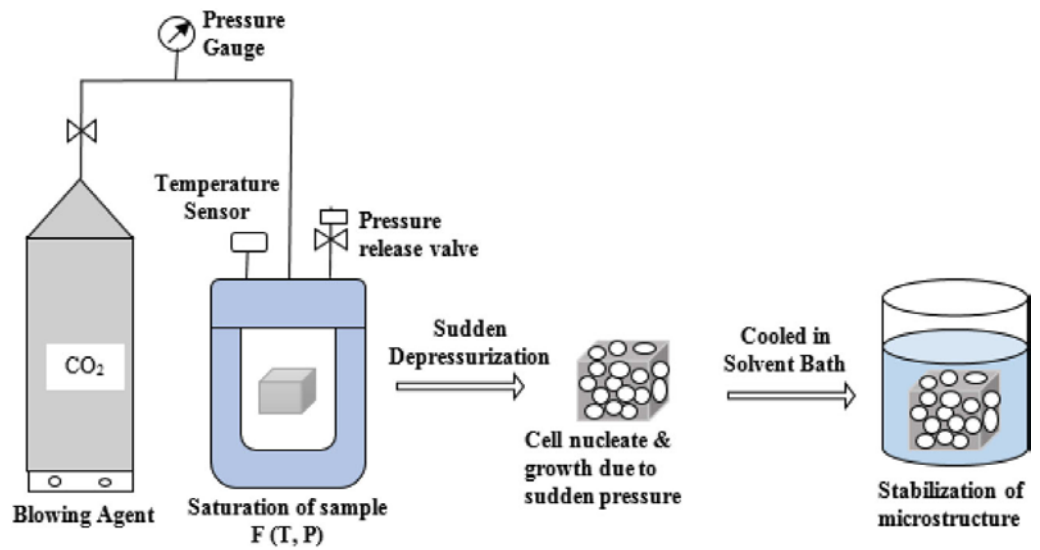 Pressure
Gauge
Temperature
Sensor
Pressure
release valve
CO₂
Blowing Agent
Saturation of sample
F (T, P)
Sudden
Depressurization
Cell nucleate &
growth due to
sudden pressure
Cooled in
Solvent Bath
Stabilization of
microstructure